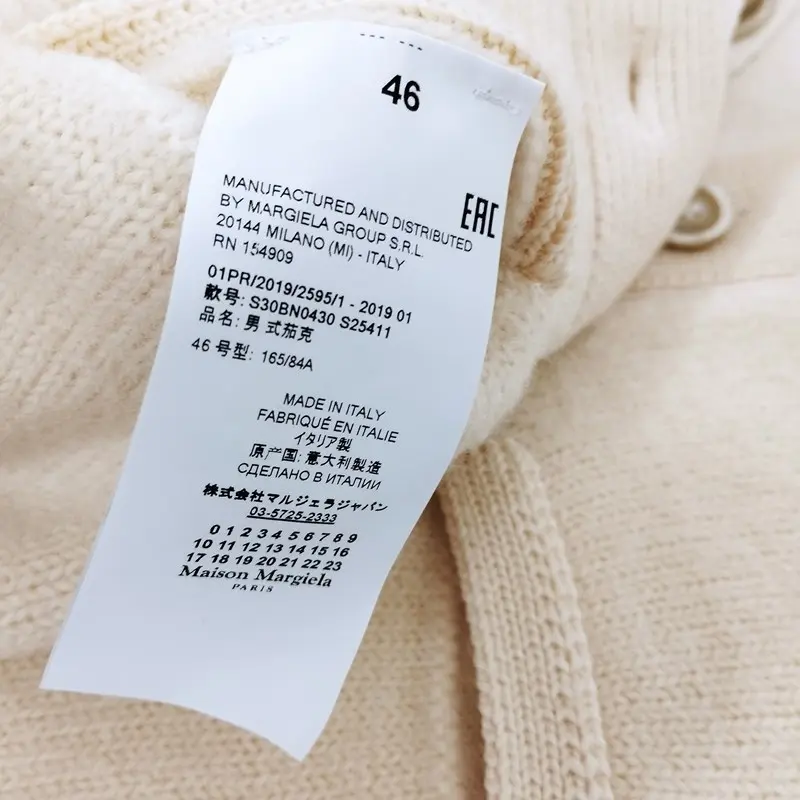 46
MANUFACTURED AND DISTRIBUTED
BY MARGIELA GROUP S.R.L.
20144 MILANO (MI) - ITALY
RN 154909
EAC
01PR/2019/2595/1 - 2019 01
款号: S30BN0430 S25411
品名: 男 式茄克
46 号型: 165/84A
MADE IN ITALY
FABRIQUÉ EN ITALIE
イタリア製
原产国: 意大利製造
СДЕЛАНО В ИТАЛИИ
株式会社マルジェラジャパン
03-5725-2333
0 1 2 3 4 5 6 7 8 9
10 11 12 13 14 15 16
17 18 19 20 21 22 23
Maison Margiela
PARIS